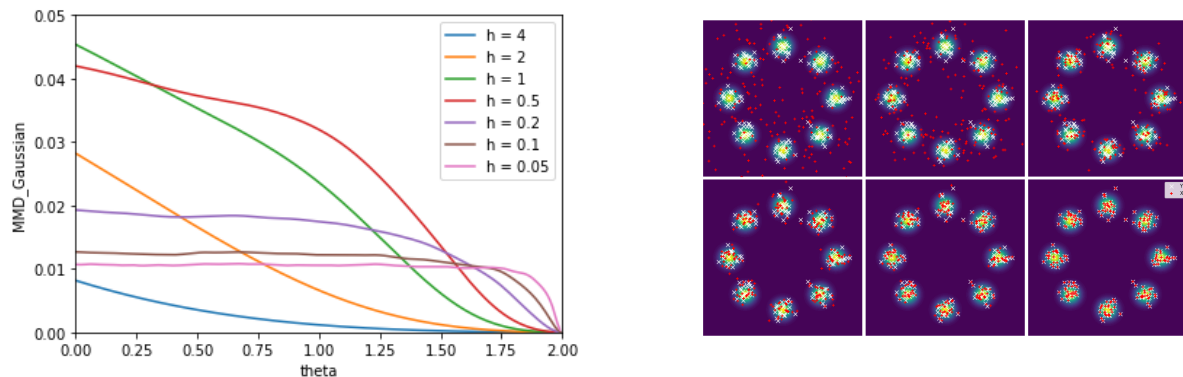 0.05
0.04
0.03
0.02
0.01
0.00
MMD_Gaussian
0.00 0.25 0.50 0.75 1.00 1.25 1.50 1.75 2.00
theta
h = 4
h = 2
h = 1
h = 0.5
h = 0.2
h = 0.1
h = 0.05